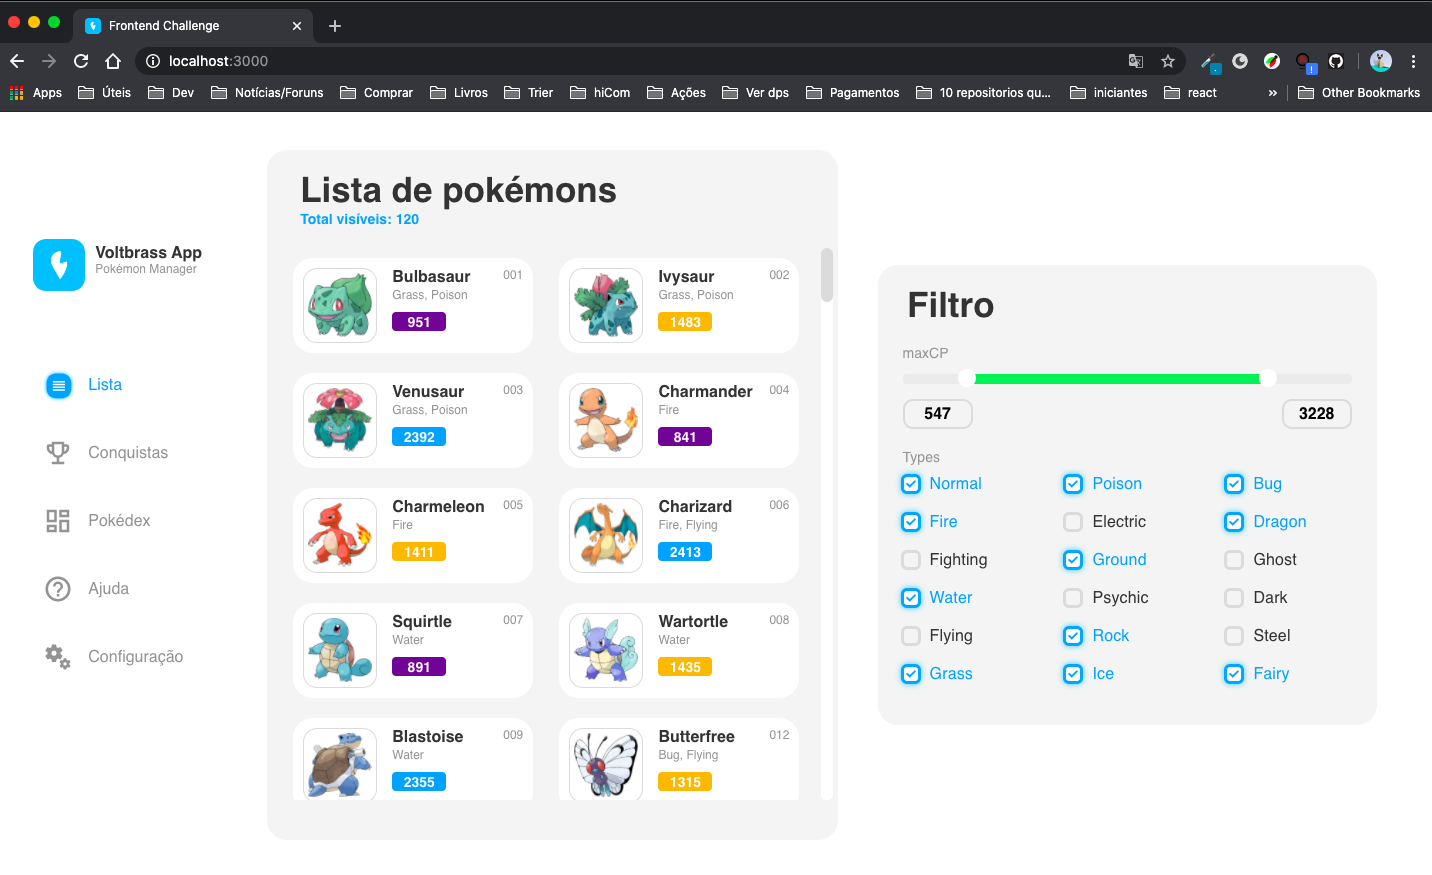 Frontend Challenge
localhost:3000
Apps
Úteis
Dev
Notícias/Foruns
Comprar
Livros
Trier
hiCom
Ações
Ver dps
Pagamentos
10 repositorios qu...
iniciantes
react
»
Other Bookmarks
Voltbrass App
Pokémon Manager
Lista
Conquistas
Pokédex
Ajuda
Configuração
Lista de pokémons
Total visíveis: 120
Bulbasaur 001
Grass, Poison
951
Ivysaur 002
Grass, Poison
1483
Venusaur 003
Grass, Poison
2392
Charmander 004
Fire
841
Charmeleon 005
Fire
1411
Charizard 006
Fire, Flying
2413
Squirtle 007
Water
891
Wartortle 008
Water
1435
Blastoise 009
Water
2355
Butterfree 012
Bug, Flying
1315
Filtro
maxCP
547 3228
Types
Normal Poison Bug
Fire Electric Dragon
Fighting Ground Ghost
Water Psychic Dark
Flying Rock Steel
Grass Ice Fairy